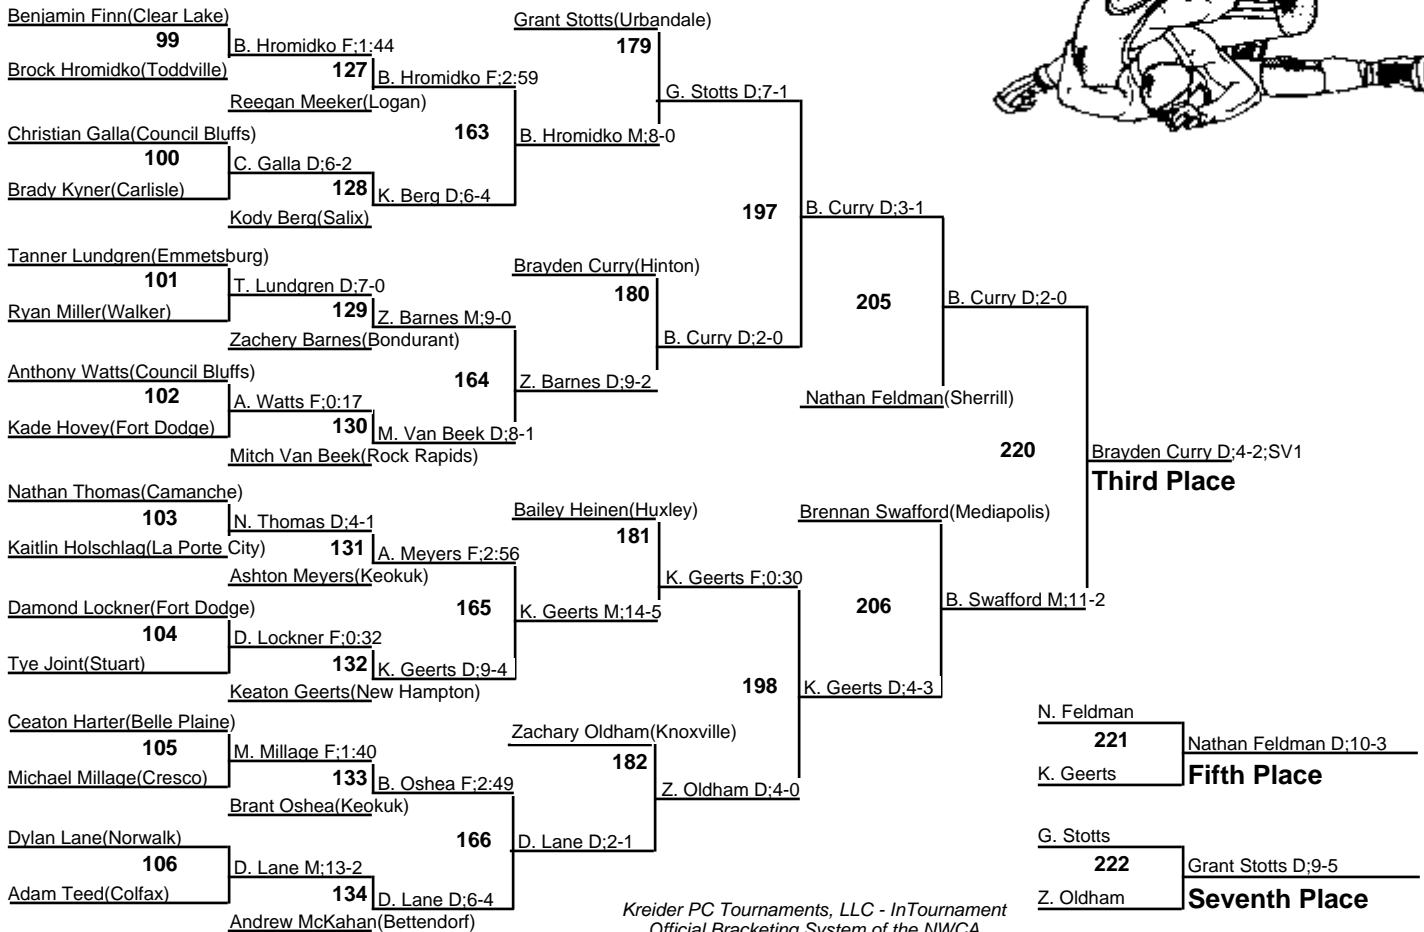 Benjamin Finn(Clear Lake)
99
Brock Hromidko(Toddville)
B. Hromidko F;1:44
127
Reegan Meeker(Logan)
B. Hromidko F;2:59
Christian Galla(Council Bluffs)
100
Brady Kyner(Carlisle)
C. Galla D;6-2
128
Kody Berg(Salix)
K. Berg D;6-4
163
B. Hromidko M;8-0
Grant Stotts(Urbandale)
179
G. Stotts D;7-1
Tanner Lundgren(Emmetsburg)
101
Ryan Miller(Walker)
T. Lundgren D;7-0
129
Zachery Barnes(Bondurant)
Z. Barnes M;9-0
Anthony Watts(Council Bluffs)
102
Kade Hovey(Fort Dodge)
A. Watts F;0:17
130
Mitch Van Beek(Rock Rapids)
M. Van Beek D;8-1
164
Z. Barnes D;9-2
Brayden Curry(Hinton)
180
B. Curry D;2-0
197
B. Curry D;3-1
205
Nathan Feldman(Sherrill)
B. Curry D;2-0
Nathan Thomas(Camanche)
103
Kaitlin Holschlag(La Porte City)
N. Thomas D;4-1
131
Ashton Meyers(Keokuk)
A. Meyers F;2:56
Damond Lockner(Fort Dodge)
104
Tye Joint(Stuart)
D. Lockner F;0:32
132
Keaton Geerts(New Hampton)
K. Geerts D;9-4
165
K. Geerts M;14-5
Bailey Heinen(Huxley)
181
K. Geerts F;0:30
Ceaton Harter(Belle Plaine)
105
Michael Millage(Cresco)
M. Millage F;1:40
133
Brant Oshea(Keokuk)
B. Oshea F;2:49
Dylan Lane(Norwalk)
106
Adam Teed(Colfax)
D. Lane M;13-2
134
Andrew McKahan(Bettendorf)
D. Lane D;6-4
166
D. Lane D;2-1
Zachary Oldham(Knoxville)
182
Z. Oldham D;4-0
198
K. Geerts D;4-3
Brennan Swafford(Mediapolis)
206
B. Swafford M;11-2
220
Brayden Curry D;4-2;SV1
Third Place
N. Feldman
221
K. Geerts
Nathan Feldman D;10-3
Fifth Place
G. Stotts
222
Z. Oldham
Grant Stotts D;9-5
Seventh Place
Kreider PC Tournaments, LLC - InTournament
Official Bracketing System of the NWCA